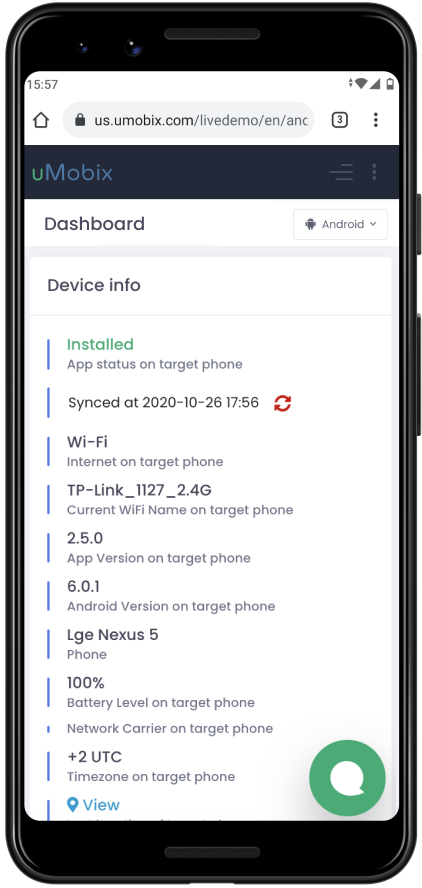 15:57
us.umobix.com/livedemo/en/anc
3
uMobix
Dashboard
Android
Device info
Installed
App status on target phone
Synced at 2020-10-26 17:56
Wi-Fi
Internet on target phone
TP-Link_1127_2.4G
Current WiFi Name on target phone
2.5.0
App Version on target phone
6.0.1
Android Version on target phone
Lge Nexus 5
Phone
100%
Battery Level on target phone
Network Carrier on target phone
+2 UTC
Timezone on target phone
View